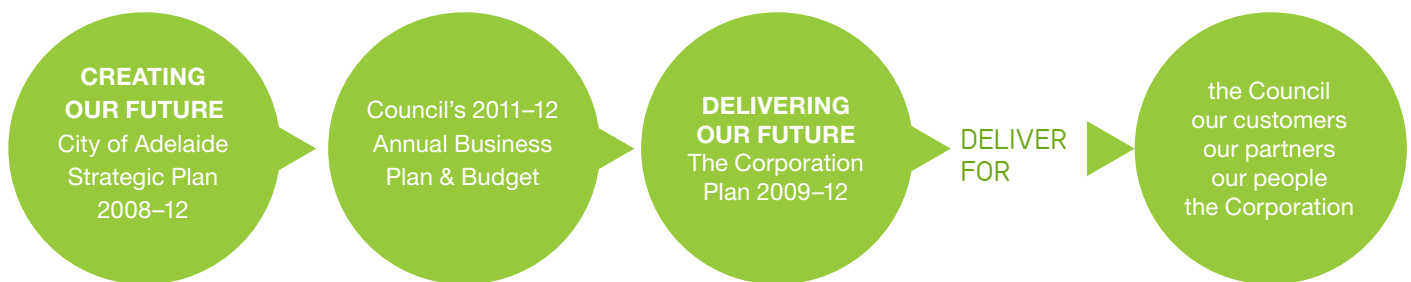 CREATING
OUR FUTURE
City of Adelaide
Strategic Plan
2008–12
Council’s 2011–12
Annual Business
Plan & Budget
DELIVERING
OUR FUTURE
The Corporation
Plan 2009–12
DELIVER
FOR
the Council
our customers
our partners
our people
the Corporation